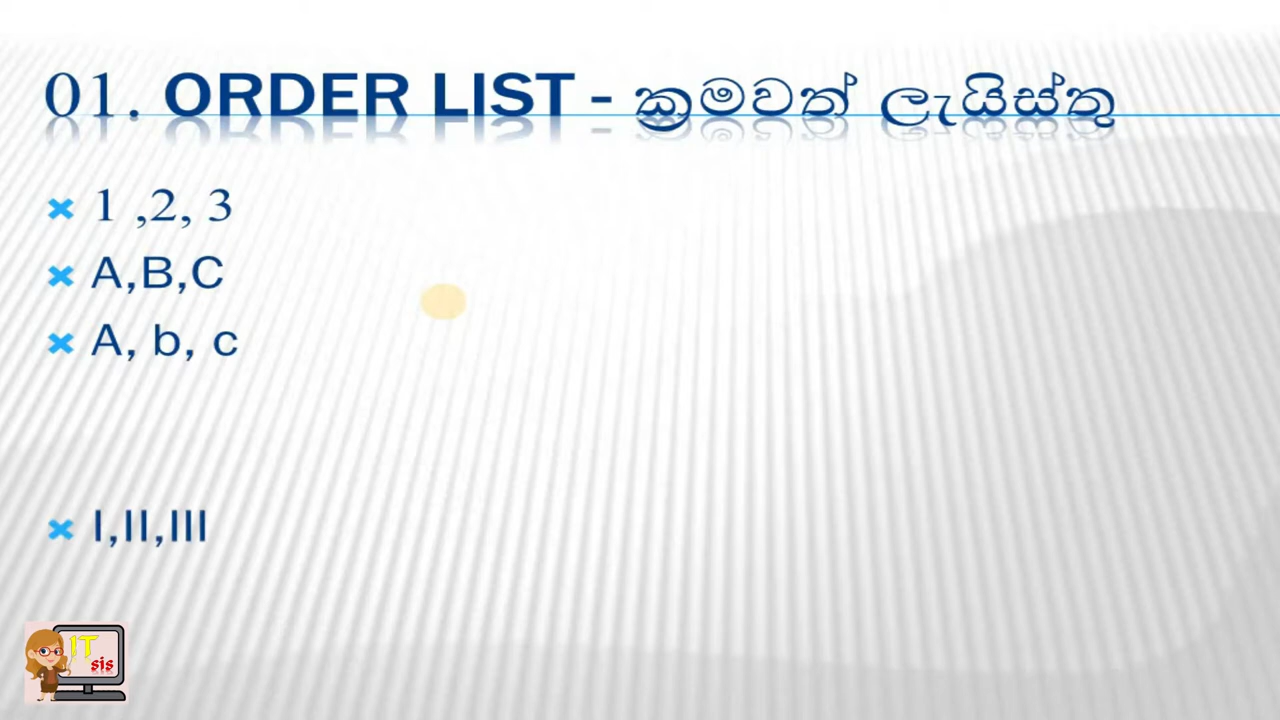 01. ORDER LIST - ක්‍රමවත් ලැයිස්තු
1 ,2, 3
A,B,C
A, b, c
I,II,III
IT
sis